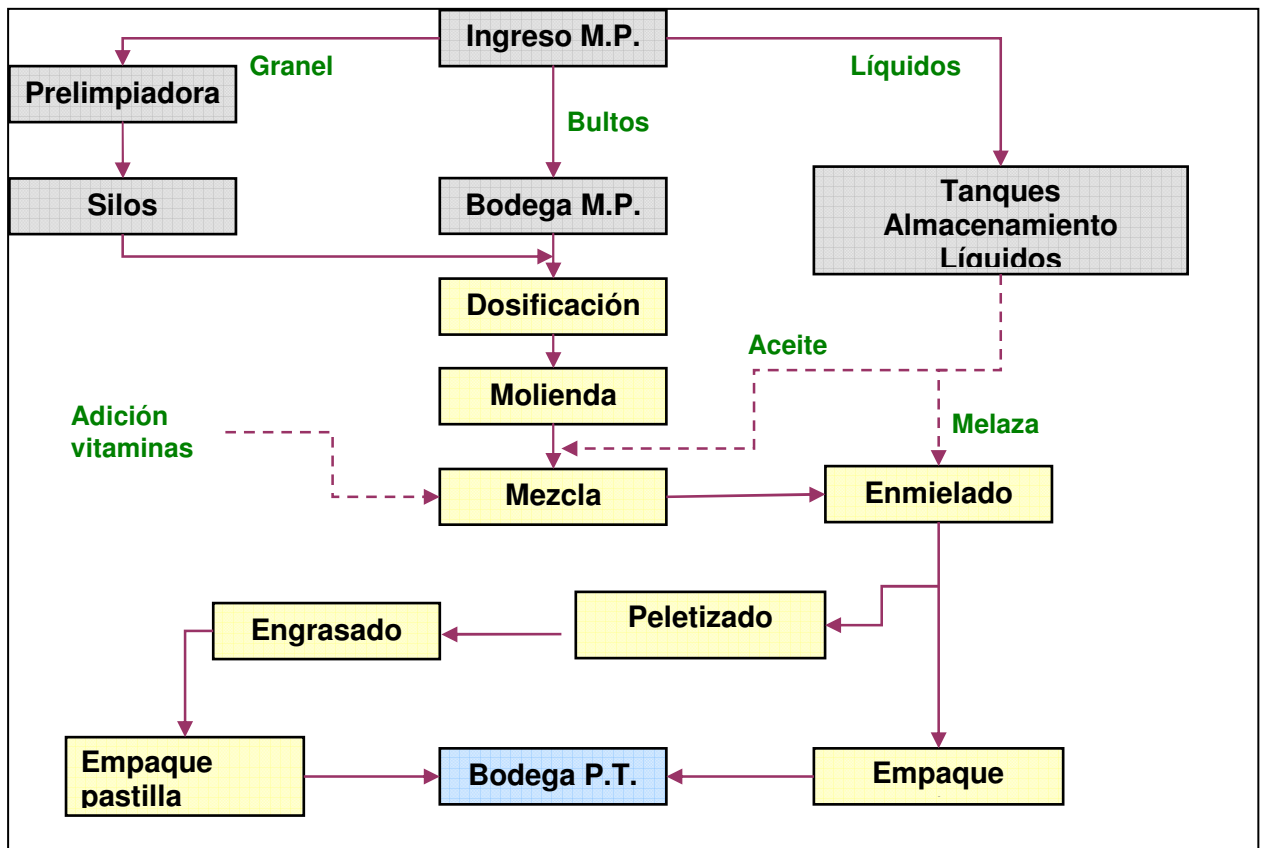 Ingreso M.P.
Granel
Líquidos
Prelimpiadora
Bultos
Silos
Bodega M.P.
Tanques
Almacenamiento
Líquidos
Dosificación
Aceite
Molienda
Adición
vitaminas
Melaza
Mezcla
Enmielado
Peletizado
Engrasado
Empaque
pastilla
Bodega P.T.
Empaque